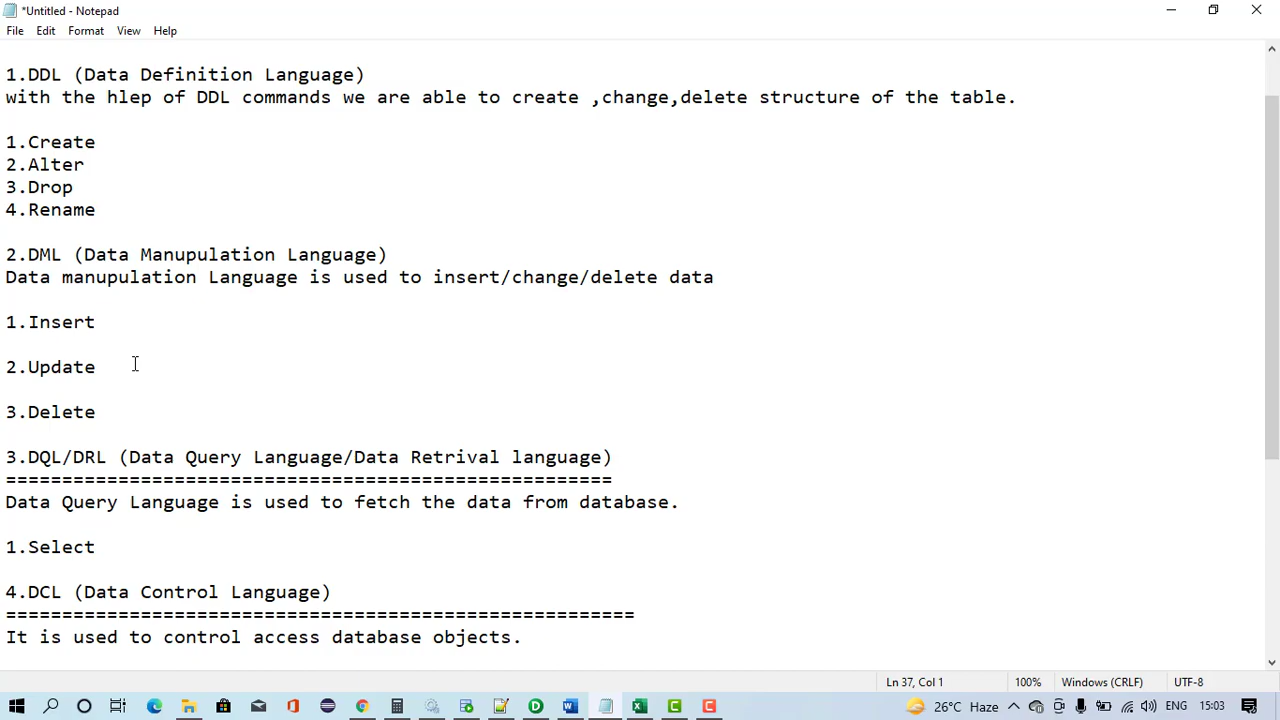 *Untitled - Notepad
File Edit Format View Help
1.DDL (Data Definition Language)
with the hlep of DDL commands we are able to create ,change,delete structure of the table.
1.Create
2.Alter
3.Drop
4.Rename
2.DML (Data Manupulation Language)
Data manupulation Language is used to insert/change/delete data
1.Insert
2.Update
3.Delete
3.DQL/DRL (Data Query Language/Data Retrival language)
======================================================
Data Query Language is used to fetch the data from database.
1.Select
4.DCL (Data Control Language)
========================================================
It is used to control access database objects.
Ln 37, Col 1 100% Windows (CRLF) UTF-8
26°C Haze ENG 15:03